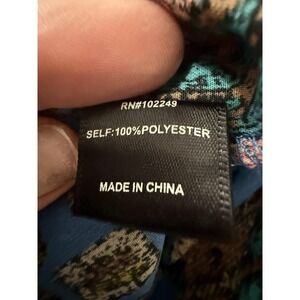 RN#102249
SELF:100%POLYESTER
MADE IN CHINA